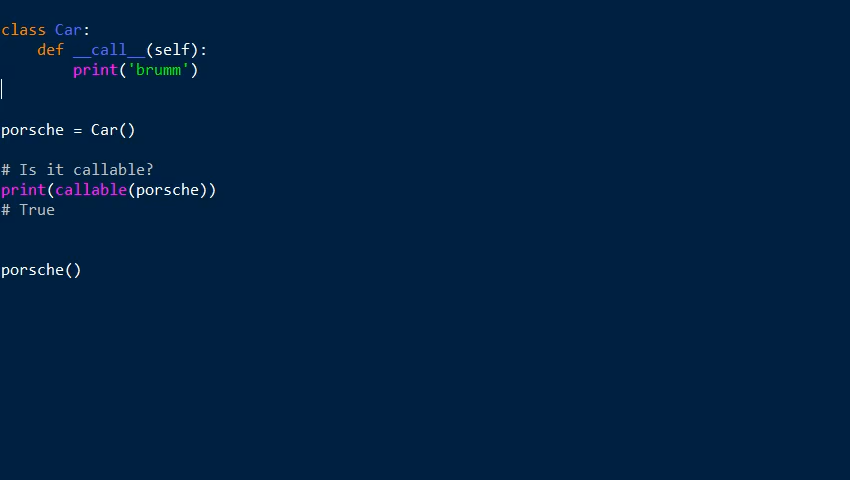 class Car:
    def __call__(self):
        print('brumm')
porsche = Car()
# Is it callable?
print(callable(porsche))
# True
porsche()